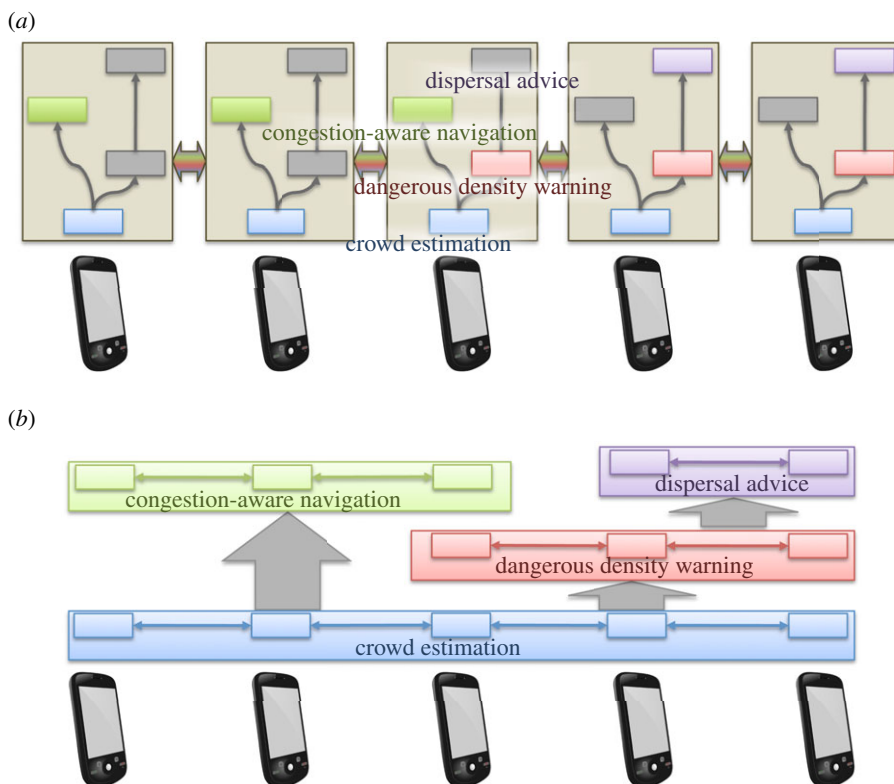 (a)
dispersal advice
congestion-aware navigation
dangerous density warning
crowd estimation
(b)
congestion-aware navigation
dispersal advice
dangerous density warning
crowd estimation